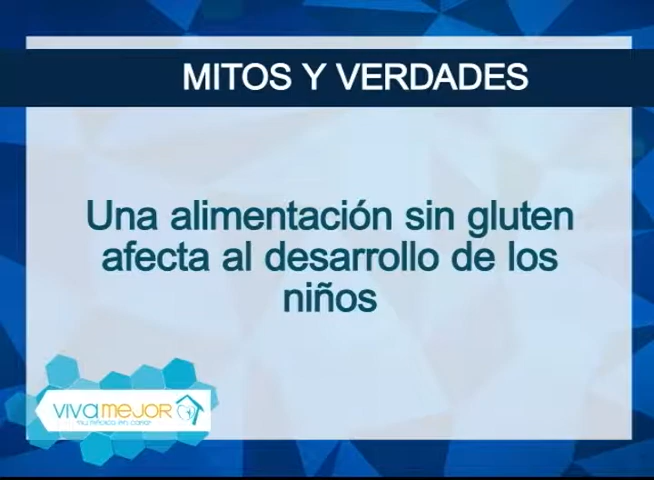 MITOS Y VERDADES
Una alimentación sin gluten
afecta al desarrollo de los
niños
VIVAMEJOR